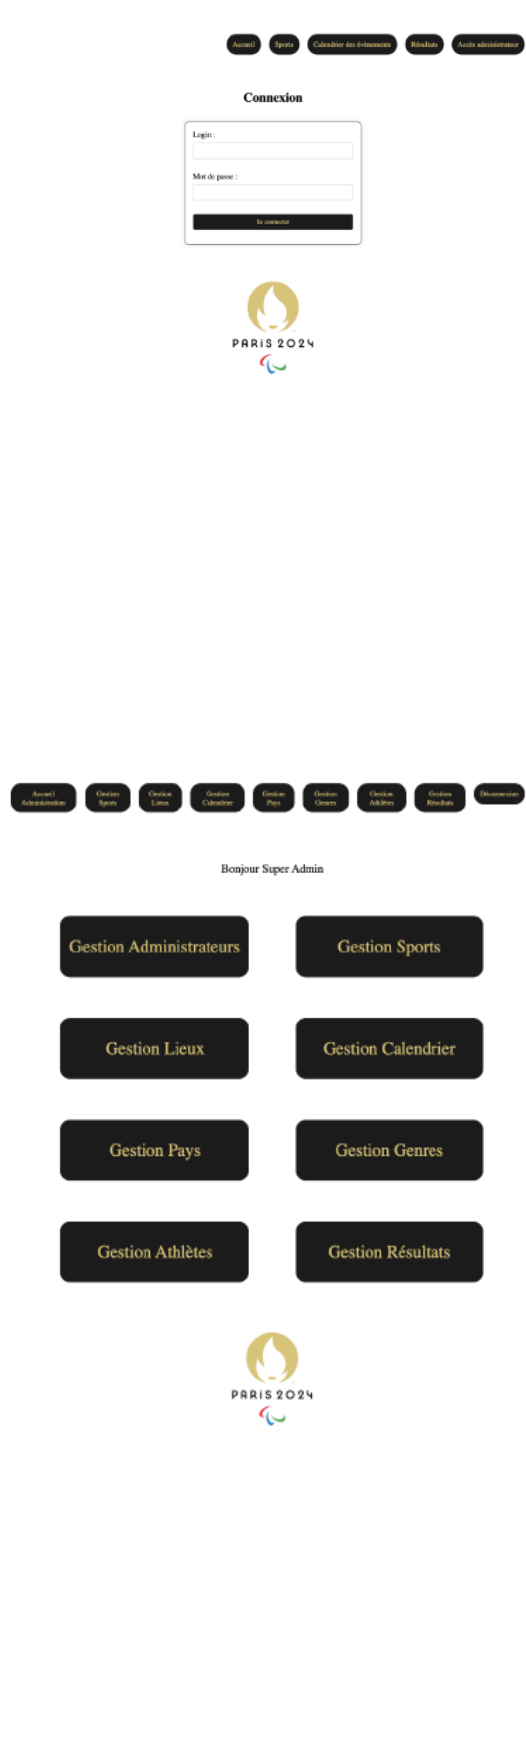 Accueil Sports Calendrier des évènements Résultats Accès administrateur
Connexion
Login :
Mot de passe :
Se connecter
PARIS 2024
Accueil Administration
Gestion Sports
Gestion Lieux
Gestion Calendrier
Gestion Pays
Gestion Genres
Gestion Athlètes
Gestion Résultats
Déconnexion
Bonjour Super Admin
Gestion Administrateurs
Gestion Sports
Gestion Lieux
Gestion Calendrier
Gestion Pays
Gestion Genres
Gestion Athlètes
Gestion Résultats
PARIS 2024